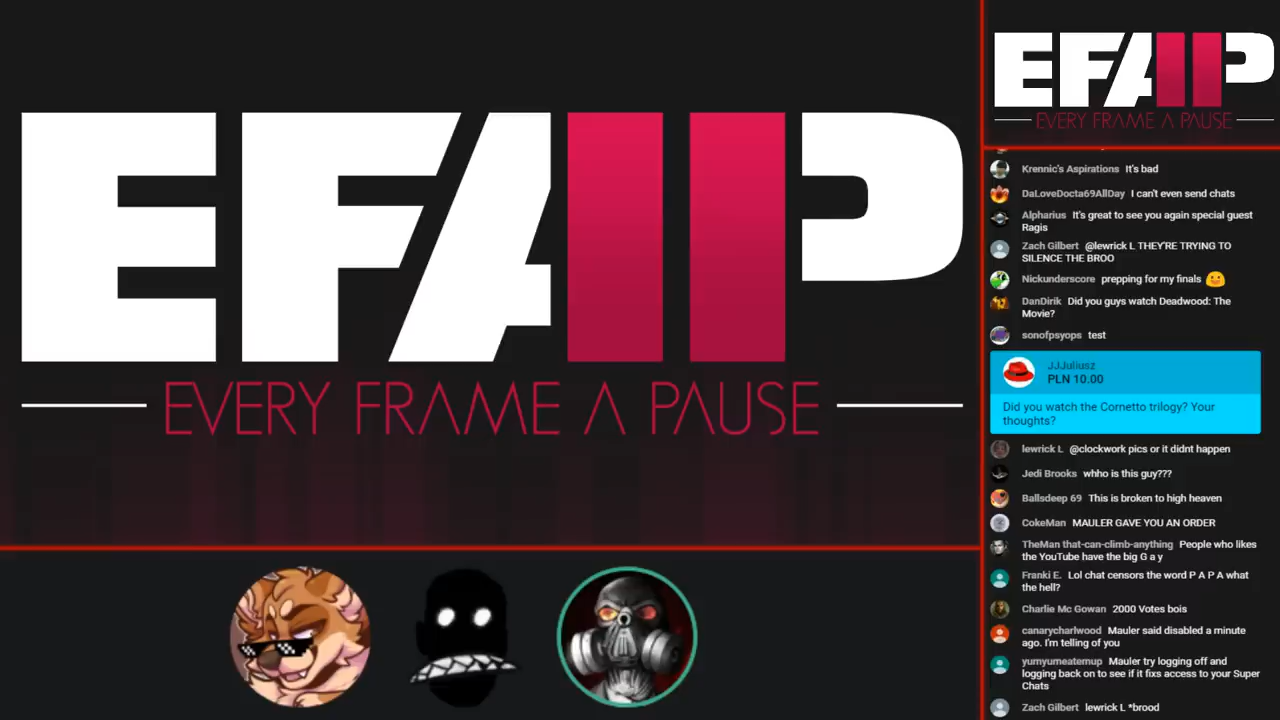 EFAP
EVERY FRAME A PAUSE
EFAP
EVERY FRAME A PAUSE
Krennic's Aspirations It's bad
DaLoveDocta69AllDay I can't even send chats
Alpharius It's great to see you again special guest
Ragis
Zach Gilbert @lewrick L THEY'RE TRYING TO
SILENCE THE BROO
Nickunderscore prepping for my finals
DanDirik Did you guys watch Deadwood: The
Movie?
sonofpsyops test
JJJuliusz
PLN 10.00
Did you watch the Cornetto trilogy? Your
thoughts?
lewrick L @clockwork pics or it didnt happen
Jedi Brooks whho is this guy???
Ballsdeep 69 This is broken to high heaven
CokeMan MAULER GAVE YOU AN ORDER
TheMan that-can-climb-anything People who likes
the YouTube have the big G a y
Franki E. Lol chat censors the word P A P A what
the hell?
Charlie Mc Gowan 2000 Votes bois
canarycharlwood Mauler said disabled a minute
ago. I'm telling of you
yumyumeatemup Mauler try logging off and
logging back on to see if it fixs access to your Super
Chats
Zach Gilbert lewrick L *brood